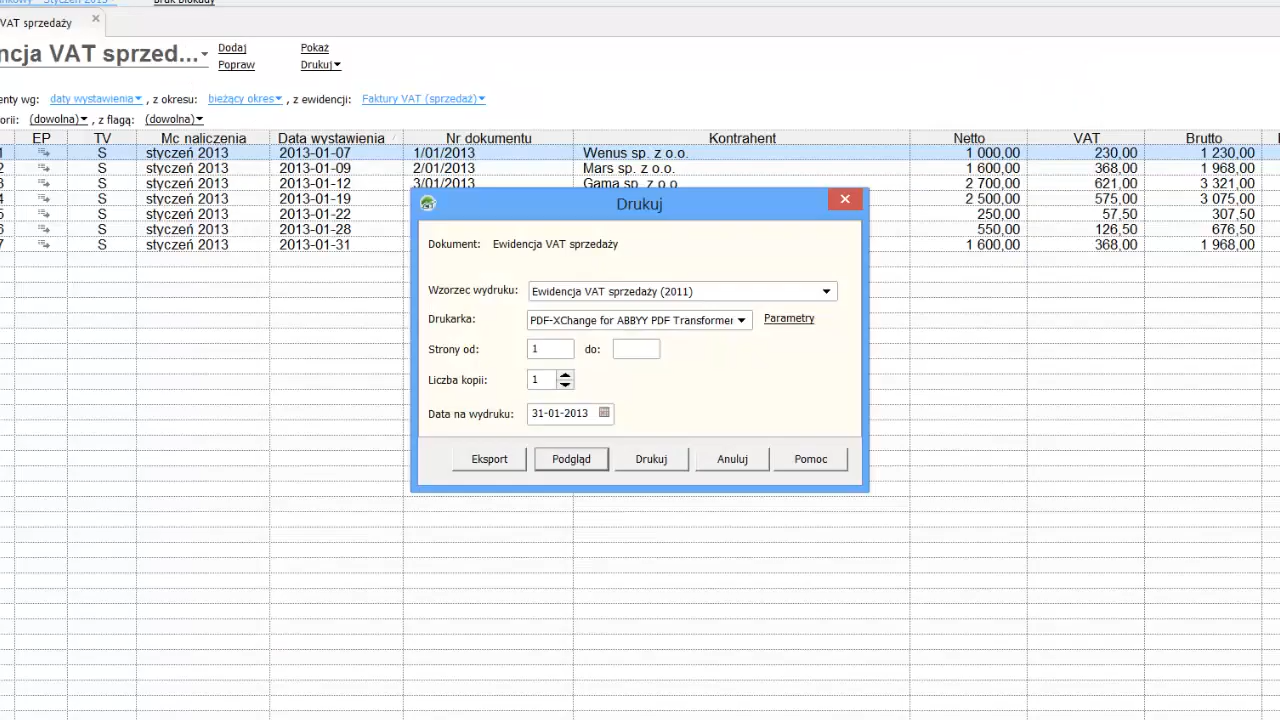 VAT sprzedaży
ncja VAT sprzed...
Dodaj
Pokaż
Popraw
Drukuj
enty wg: daty wystawienia , z okresu: bieżący okres , z ewidencji: Faktury VAT (sprzedaż)
orii: (dowolna) , z flagą: (dowolna)
EP TV Mc naliczenia Data wystawienia Nr dokumentu Kontrahent Netto VAT Brutto
1 S styczeń 2013 2013-01-07 1/01/2013 Wenus sp. z o.o. 1 000,00 230,00 1 230,00
2 S styczeń 2013 2013-01-09 2/01/2013 Mars sp. z o.o. 1 600,00 368,00 1 968,00
3 S styczeń 2013 2013-01-12 3/01/2013 Gama sp. z o.o. 2 700,00 621,00 3 321,00
4 S styczeń 2013 2013-01-19 2 500,00 575,00 3 075,00
5 S styczeń 2013 2013-01-22 250,00 57,50 307,50
6 S styczeń 2013 2013-01-28 550,00 126,50 676,50
7 S styczeń 2013 2013-01-31 1 600,00 368,00 1 968,00
Drukuj
Dokument: Ewidencja VAT sprzedaży
Wzorzec wydruku: Ewidencja VAT sprzedaży (2011)
Drukarka: PDF-XChange for ABBYY PDF Transformer Parametry
Strony od: 1 do:
Liczba kopii: 1
Data na wydruku: 31-01-2013
Eksport Podgląd Drukuj Anuluj Pomoc